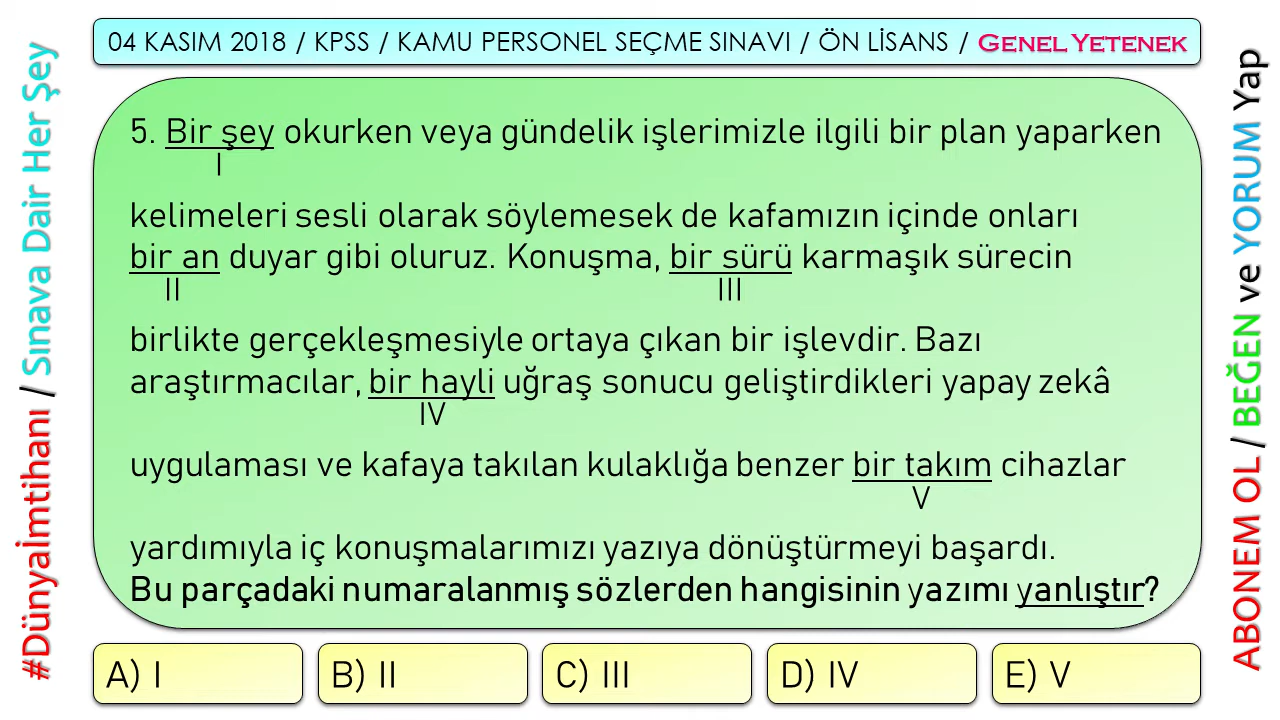 04 KASIM 2018 / KPSS / KAMU PERSONEL SEÇME SINAVI / ÖN LİSANS / GENEL YETENEK
#Dünyaİmtihanı / Sınava Dair Her Şey
5. Bir şey okurken veya gündelik işlerimizle ilgili bir plan yaparken
I
kelimeleri sesli olarak söylemesek de kafamızın içinde onları
bir an duyar gibi oluruz. Konuşma, bir sürü karmaşık sürecin
II III
birlikte gerçekleşmesiyle ortaya çıkan bir işlevdir. Bazı
araştırmacılar, bir hayli uğraş sonucu geliştirdikleri yapay zekâ
IV
uygulaması ve kafaya takılan kulaklığa benzer bir takım cihazlar
V
yardımıyla iç konuşmalarımızı yazıya dönüştürmeyi başardı.
Bu parçadaki numaralanmış sözlerden hangisinin yazımı yanlıştır?
A) I B) II C) III D) IV E) V
ABONEM OL / BEĞEN ve YORUM Yap